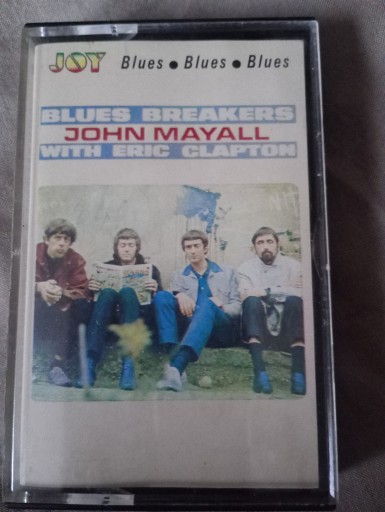 JOY Blues • Blues • Blues
BLUES BREAKERS
JOHN MAYALL
WITH ERIC CLAPTON